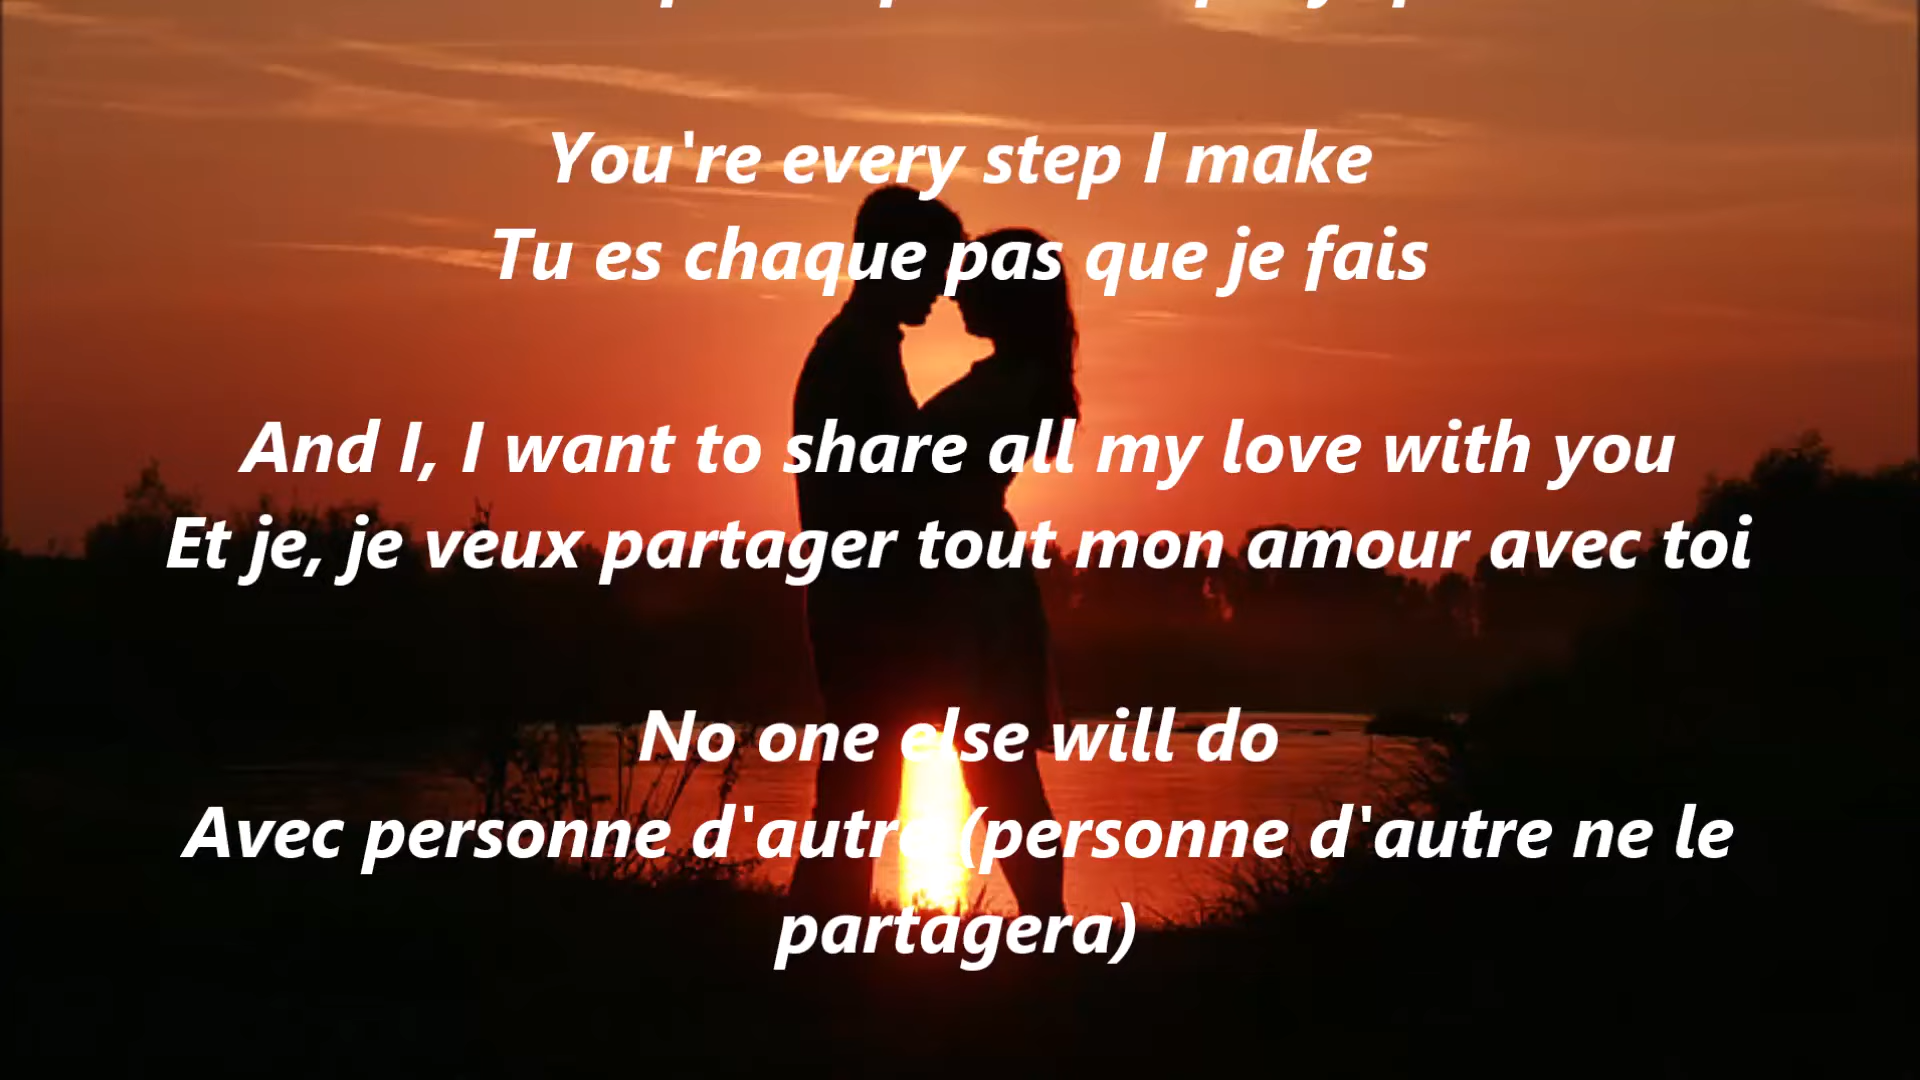 You're every step I make
Tu es chaque pas que je fais
And I, I want to share all my love with you
Et je, je veux partager tout mon amour avec toi
No one else will do
Avec personne d'autre (personne d'autre ne le
partagera)